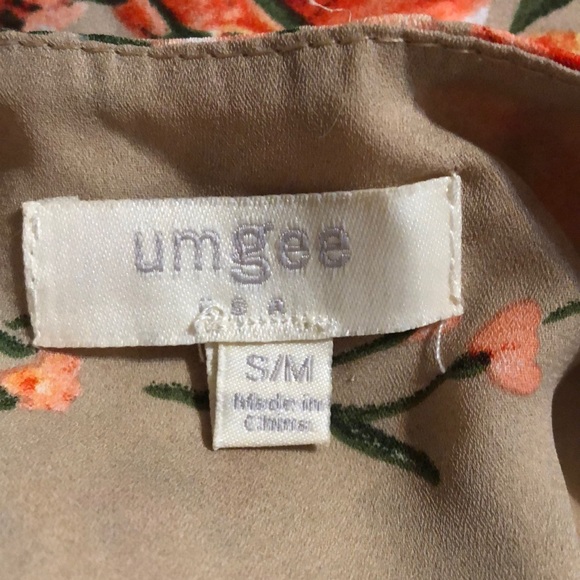 umgee
U S A
S/M
Made in
China